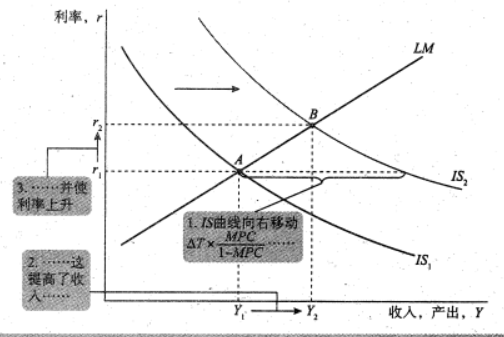 利率，r
LM
B
r₂
A
r₁
IS₂
3. ……并使
利率上升
1. IS曲线向右移动
ΔT×MPC/1−MPC……
IS₁
2. ……这
提高了收
入……
Y₁
Y₂
收入，产出，Y